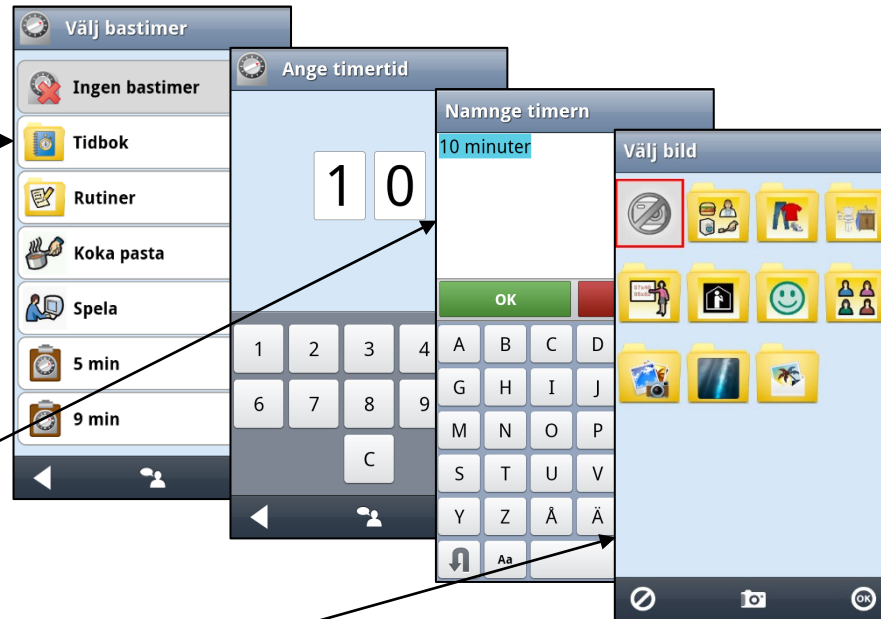 Välj bastimer
Ingen bastimer
Tidbok
Rutiner
Koka pasta
Spela
5 min
9 min
Ange timertid
1 0
1 2 3 4
6 7 8 9
C
Namnge timern
10 minuter
OK
A B C D
G H I J
M N O P
S T U V
Y Z Å Ä
Aa
Välj bild
OK